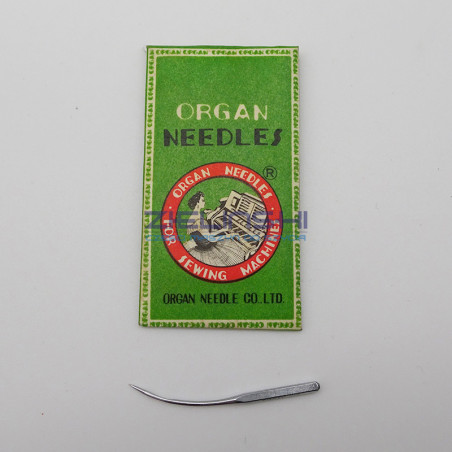 ORGAN
NEEDLES
®
ORGAN NEEDLES
· FOR SEWING MACHINES ·
ORGAN NEEDLE CO. LTD.